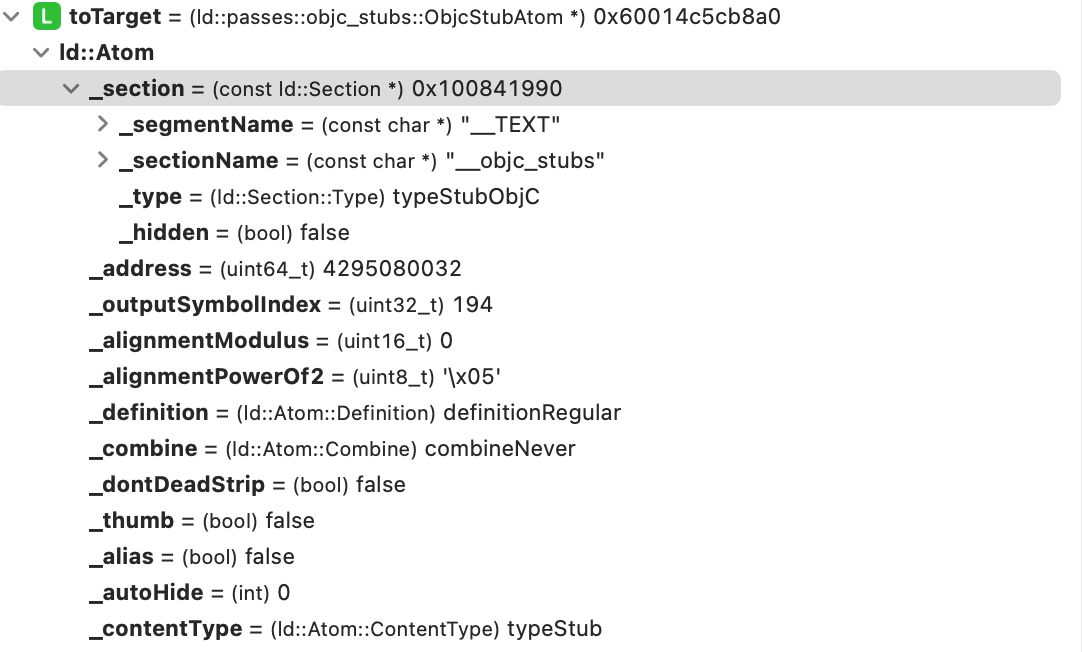 L toTarget = (ld::passes::objc_stubs::ObjcStubAtom *) 0x60014c5cb8a0
ld::Atom
_section = (const ld::Section *) 0x100841990
_segmentName = (const char *) "__TEXT"
_sectionName = (const char *) "__objc_stubs"
_type = (ld::Section::Type) typeStubObjC
_hidden = (bool) false
_address = (uint64_t) 4295080032
_outputSymbolIndex = (uint32_t) 194
_alignmentModulus = (uint16_t) 0
_alignmentPowerOf2 = (uint8_t) '\x05'
_definition = (ld::Atom::Definition) definitionRegular
_combine = (ld::Atom::Combine) combineNever
_dontDeadStrip = (bool) false
_thumb = (bool) false
_alias = (bool) false
_autoHide = (int) 0
_contentType = (ld::Atom::ContentType) typeStub